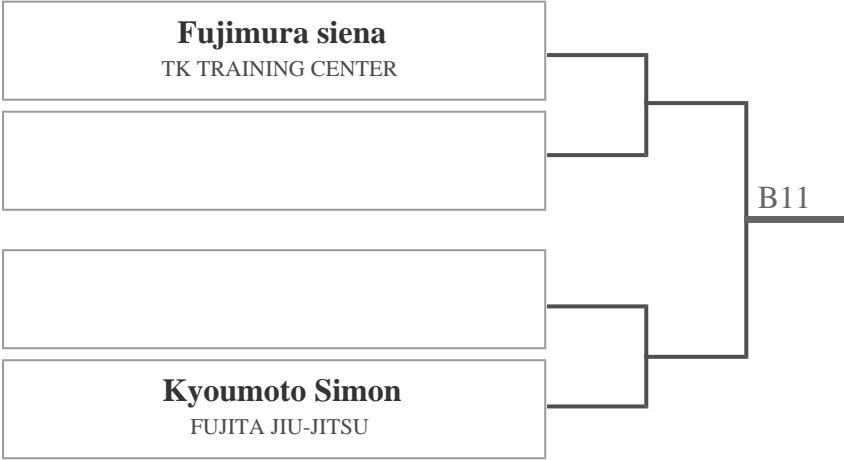 Fujimura siena
TK TRAINING CENTER
B11
Kyoumoto Simon
FUJITA JIU-JITSU